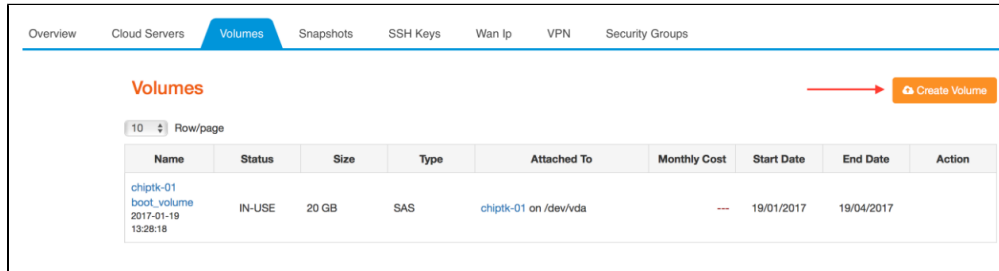 Overview Cloud Servers Volumes Snapshots SSH Keys Wan Ip VPN Security Groups
Volumes
Create Volume
10 Row/page
Name Status Size Type Attached To Monthly Cost Start Date End Date Action
chiptk-01
boot_volume
2017-01-19
13:28:18
IN-USE 20 GB SAS chiptk-01 on /dev/vda --- 19/01/2017 19/04/2017